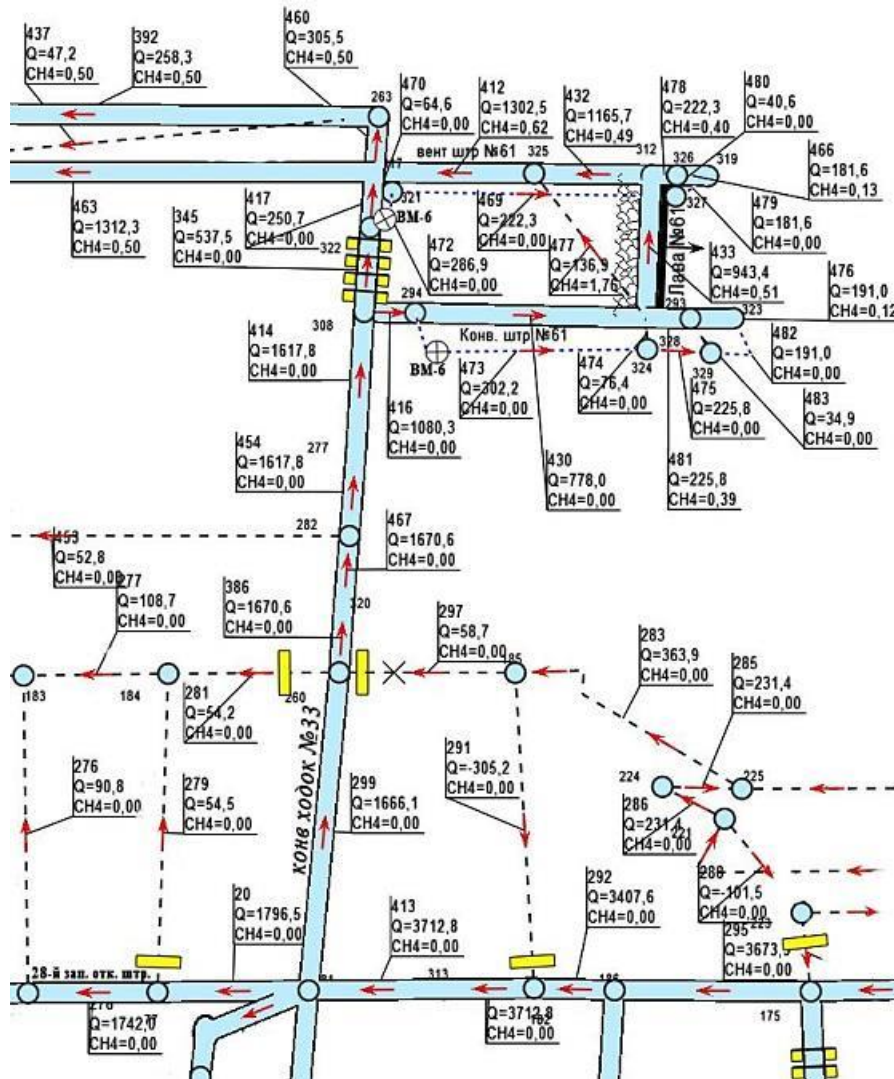 437
Q=47,2
CH4=0,50
392
Q=258,3
CH4=0,50
460
Q=305,5
CH4=0,50
263
470
Q=64,6
CH4=0,00
412
Q=1302,5
CH4=0,62
432
Q=1165,7
CH4=0,49
478
Q=222,3
CH4=0,40
480
Q=40,6
CH4=0,00
466
Q=181,6
CH4=0,13
вент штр №61
325
312
326
319
321
ВМ-6
327
479
Q=181,6
CH4=0,00
463
Q=1312,3
CH4=0,50
345
Q=537,5
CH4=0,00
417
Q=250,7
CH4=0,00
322
472
Q=286,9
CH4=0,00
469
Q=222,3
CH4=0,00
477
Q=136,9
CH4=1,76
Лава №61
433
Q=943,4
CH4=0,51
476
Q=191,0
CH4=0,12
294
293
323
308
Конв. штр №61
ВМ-6
324
328
329
414
Q=1617,8
CH4=0,00
473
Q=302,2
CH4=0,00
474
Q=76,4
CH4=0,00
475
Q=225,8
CH4=0,00
482
Q=191,0
CH4=0,00
483
Q=34,9
CH4=0,00
416
Q=1080,3
CH4=0,00
454
Q=1617,8
CH4=0,00
277
430
Q=778,0
CH4=0,00
481
Q=225,8
CH4=0,39
282
467
Q=1670,6
CH4=0,00
453
Q=52,8
CH4=0,00
277
Q=108,7
CH4=0,00
386
Q=1670,6
CH4=0,00
320
297
Q=58,7
CH4=0,00
185
283
Q=363,9
CH4=0,00
285
Q=231,4
CH4=0,00
183
184
281
Q=54,2
CH4=0,00
260
конв ходок №33
276
Q=90,8
CH4=0,00
279
Q=54,5
CH4=0,00
299
Q=1666,1
CH4=0,00
291
Q=-305,2
CH4=0,00
224
225
286
Q=231,4
CH4=0,00
221
288
Q=-101,5
CH4=0,00
20
Q=1796,5
CH4=0,00
413
Q=3712,8
CH4=0,00
292
Q=3407,6
CH4=0,00
295
Q=3673,5
CH4=0,00
28-й зап. отк. штр.
313
186
175
Q=1742,0
CH4=0,00
Q=3712,8
CH4=0,00